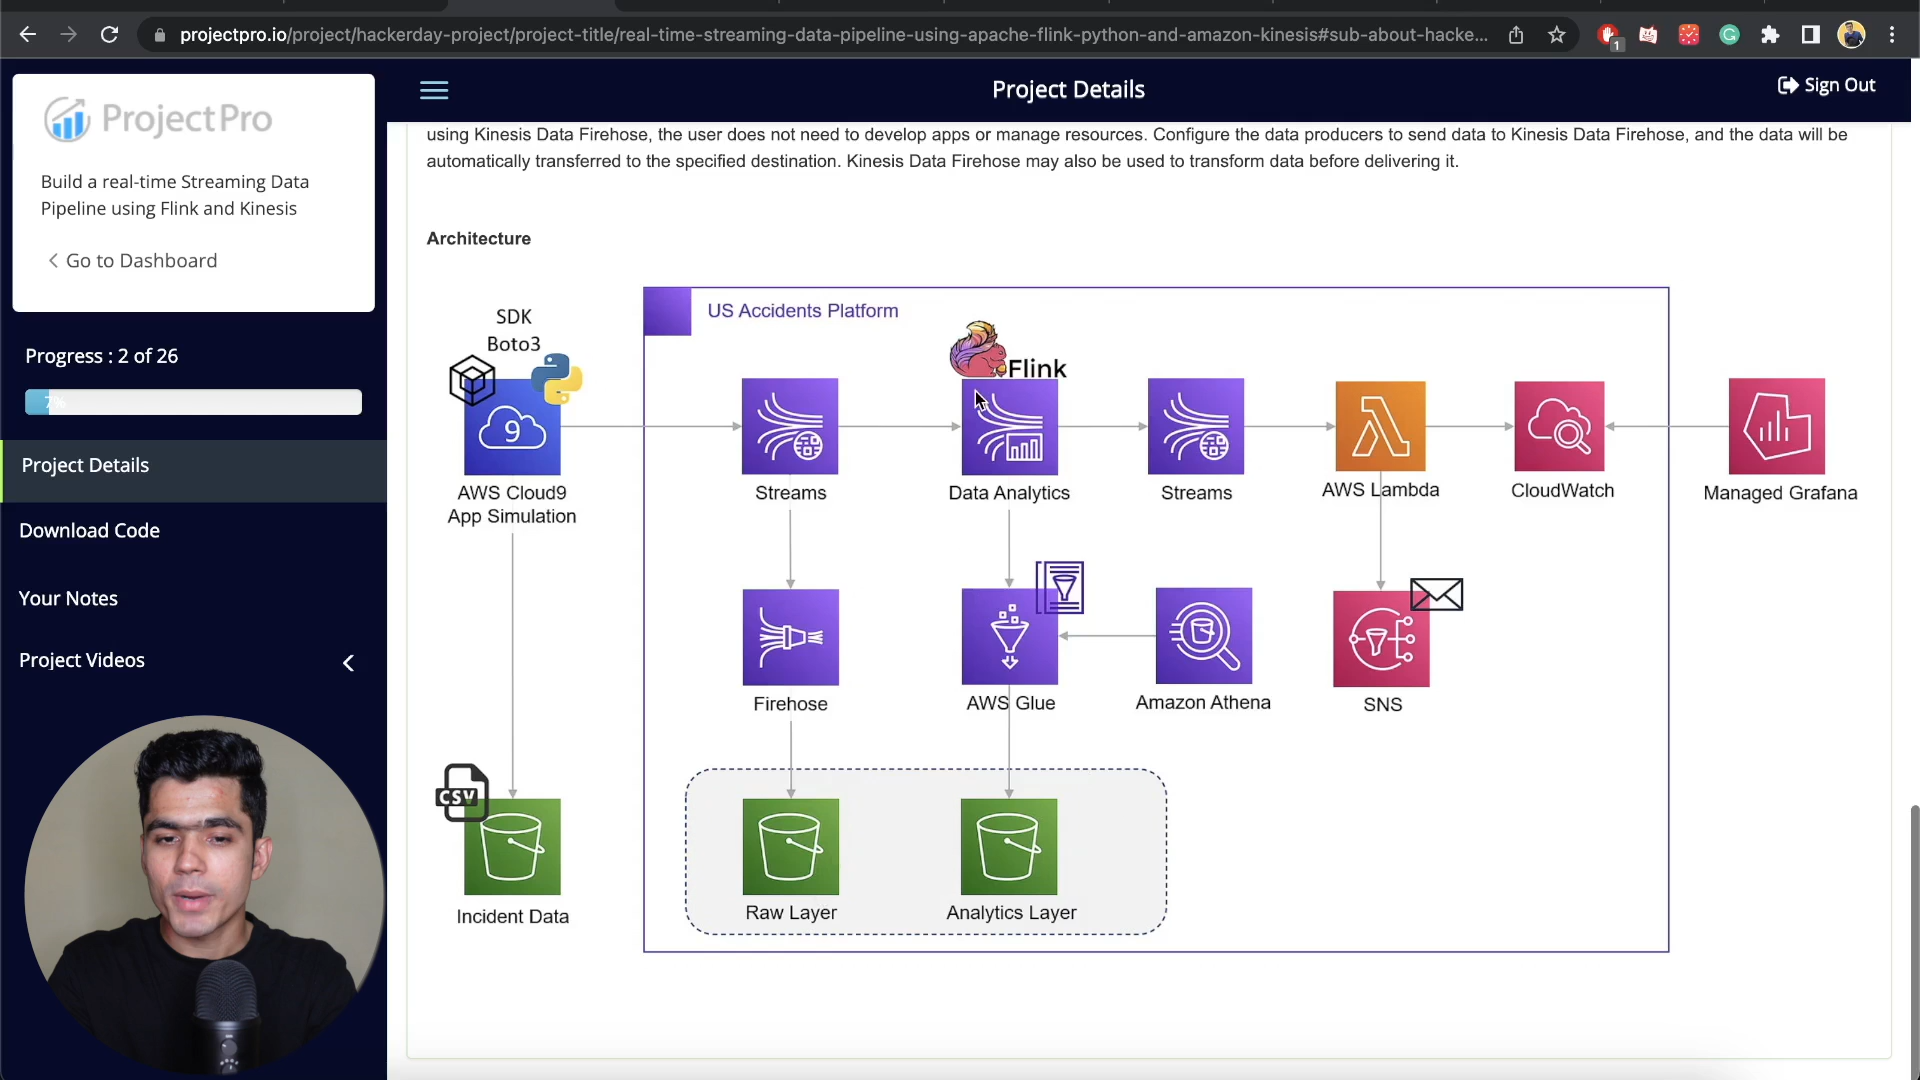 projectpro.io/project/hackerday-project/project-title/real-time-streaming-data-pipeline-using-apache-flink-python-and-amazon-kinesis#sub-about-hacke...
1
ProjectPro
Build a real-time Streaming Data
Pipeline using Flink and Kinesis
Go to Dashboard
Progress : 2 of 26
7%
Project Details
Download Code
Your Notes
Project Videos
Project Details
Sign Out
using Kinesis Data Firehose, the user does not need to develop apps or manage resources. Configure the data producers to send data to Kinesis Data Firehose, and the data will be
automatically transferred to the specified destination. Kinesis Data Firehose may also be used to transform data before delivering it.
Architecture
SDK
Boto3
9
AWS Cloud9
App Simulation
US Accidents Platform
Flink
Streams
Data Analytics
Streams
AWS Lambda
CloudWatch
Managed Grafana
Firehose
AWS Glue
Amazon Athena
SNS
CSV
Incident Data
Raw Layer
Analytics Layer